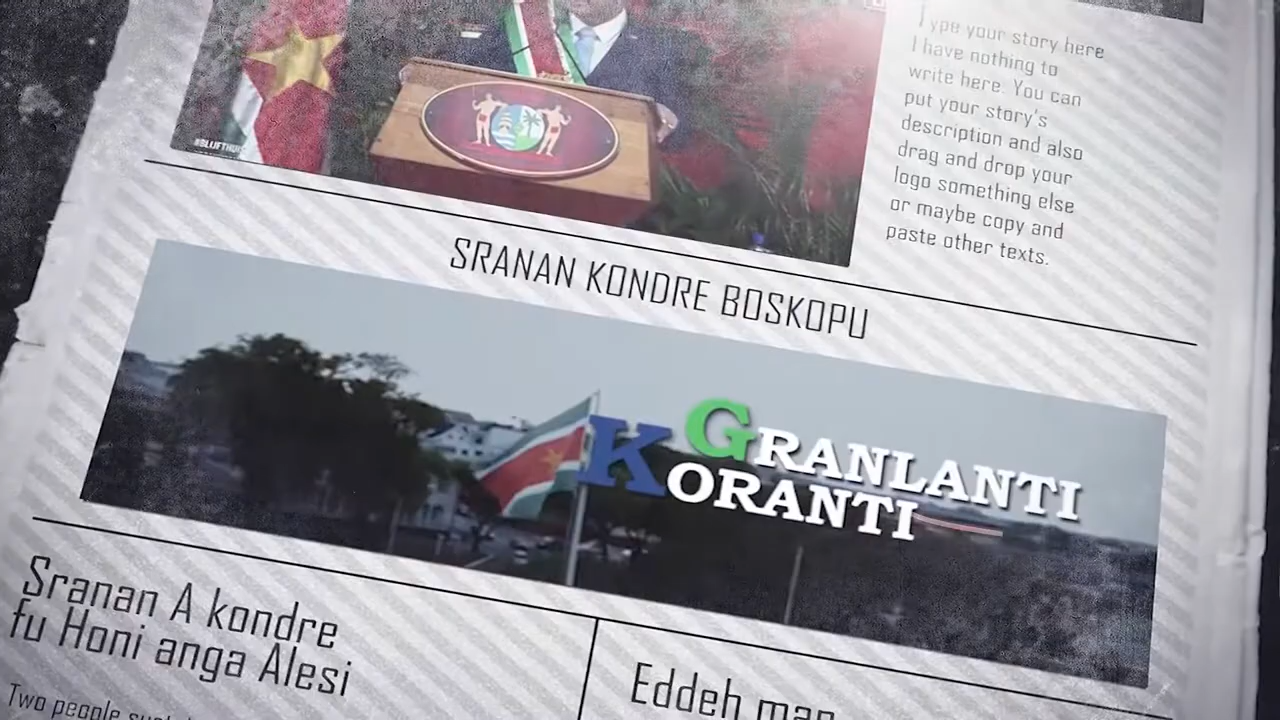 Type your story here
I have nothing to
write here. You can
put your story's
description and also
drag and drop your
logo something else
or maybe copy and
paste other texts.
SRANAN KONDRE BOSKOPU
GRANLANTI
KORANTI
Sranan A kondre
fu Honi anga Alesi
Eddeh man
Two people